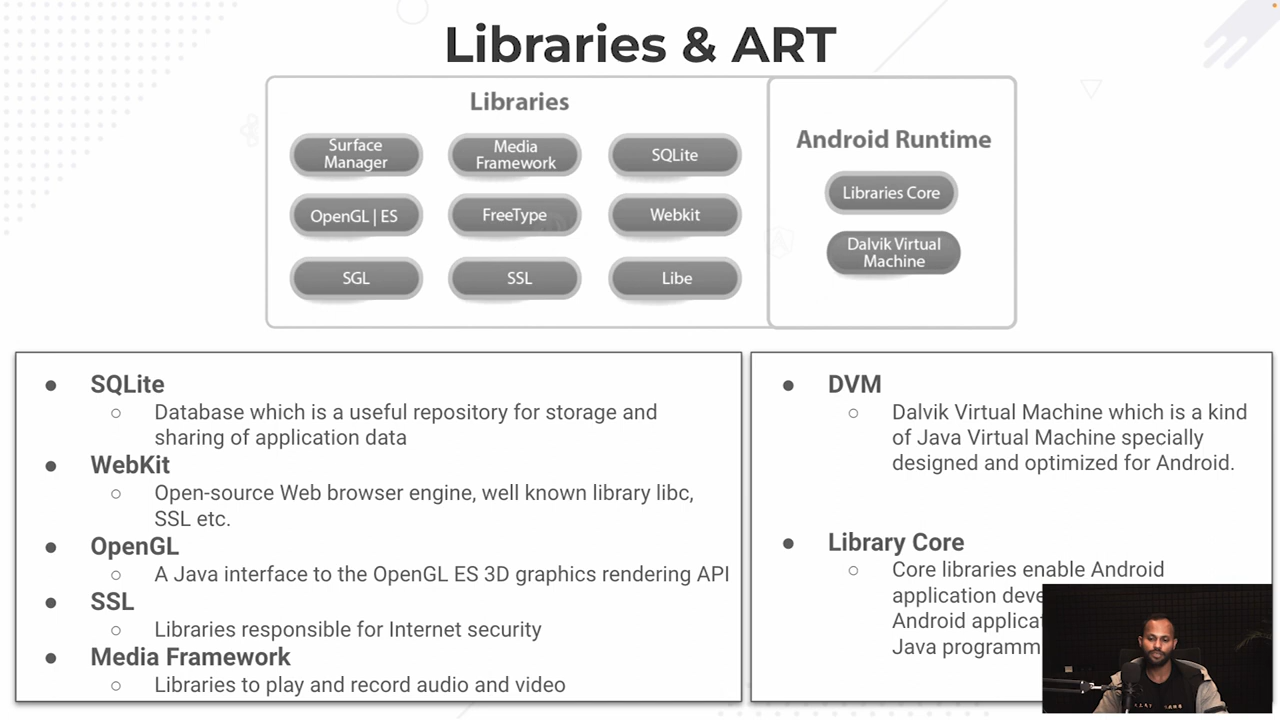 Libraries & ART
Libraries
Surface
Manager
Media
Framework
SQLite
OpenGL | ES
FreeType
Webkit
SGL
SSL
Libe
Android Runtime
Libraries Core
Dalvik Virtual
Machine
● SQLite
○ Database which is a useful repository for storage and
sharing of application data
● WebKit
○ Open-source Web browser engine, well known library libc,
SSL etc.
● OpenGL
○ A Java interface to the OpenGL ES 3D graphics rendering API
● SSL
○ Libraries responsible for Internet security
● Media Framework
○ Libraries to play and record audio and video
● DVM
○ Dalvik Virtual Machine which is a kind
of Java Virtual Machine specially
designed and optimized for Android.
● Library Core
○ Core libraries enable Android
application
Android
Java